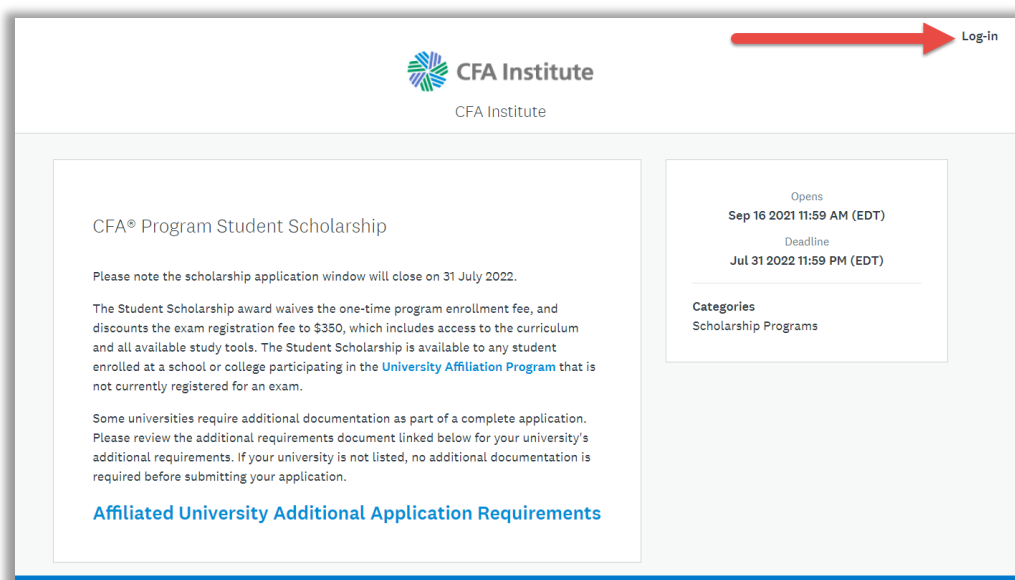 Log-in
CFA Institute
CFA Institute
CFA® Program Student Scholarship
Please note the scholarship application window will close on 31 July 2022.
The Student Scholarship award waives the one-time program enrollment fee, and
discounts the exam registration fee to $350, which includes access to the curriculum
and all available study tools. The Student Scholarship is available to any student
enrolled at a school or college participating in the University Affiliation Program that is
not currently registered for an exam.
Some universities require additional documentation as part of a complete application.
Please review the additional requirements document linked below for your university's
additional requirements. If your university is not listed, no additional documentation is
required before submitting your application.
Affiliated University Additional Application Requirements
Opens
Sep 16 2021 11:59 AM (EDT)
Deadline
Jul 31 2022 11:59 PM (EDT)
Categories
Scholarship Programs